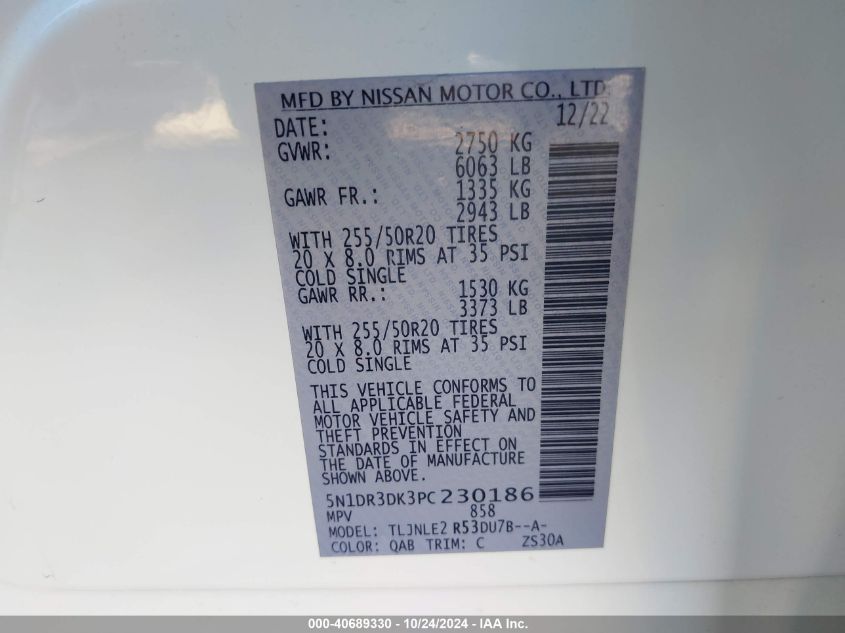 MFD BY NISSAN MOTOR CO., LTD.
DATE: 12/22
GVWR: 2750 KG
6063 LB
GAWR FR.: 1335 KG
2943 LB
WITH 255/50R20 TIRES
20 X 8.0 RIMS AT 35 PSI
COLD SINGLE
GAWR RR.: 1530 KG
3373 LB
WITH 255/50R20 TIRES
20 X 8.0 RIMS AT 35 PSI
COLD SINGLE
THIS VEHICLE CONFORMS TO
ALL APPLICABLE FEDERAL
MOTOR VEHICLE SAFETY AND
THEFT PREVENTION
STANDARDS IN EFFECT ON
THE DATE OF MANUFACTURE
SHOWN ABOVE.
5N1DR3DK3PC230186
MPV 858
MODEL: TLJNLE2 R53DU7B--A-
COLOR: QAB TRIM: C ZS30A
000-40689330 - 10/24/2024 - IAA Inc.